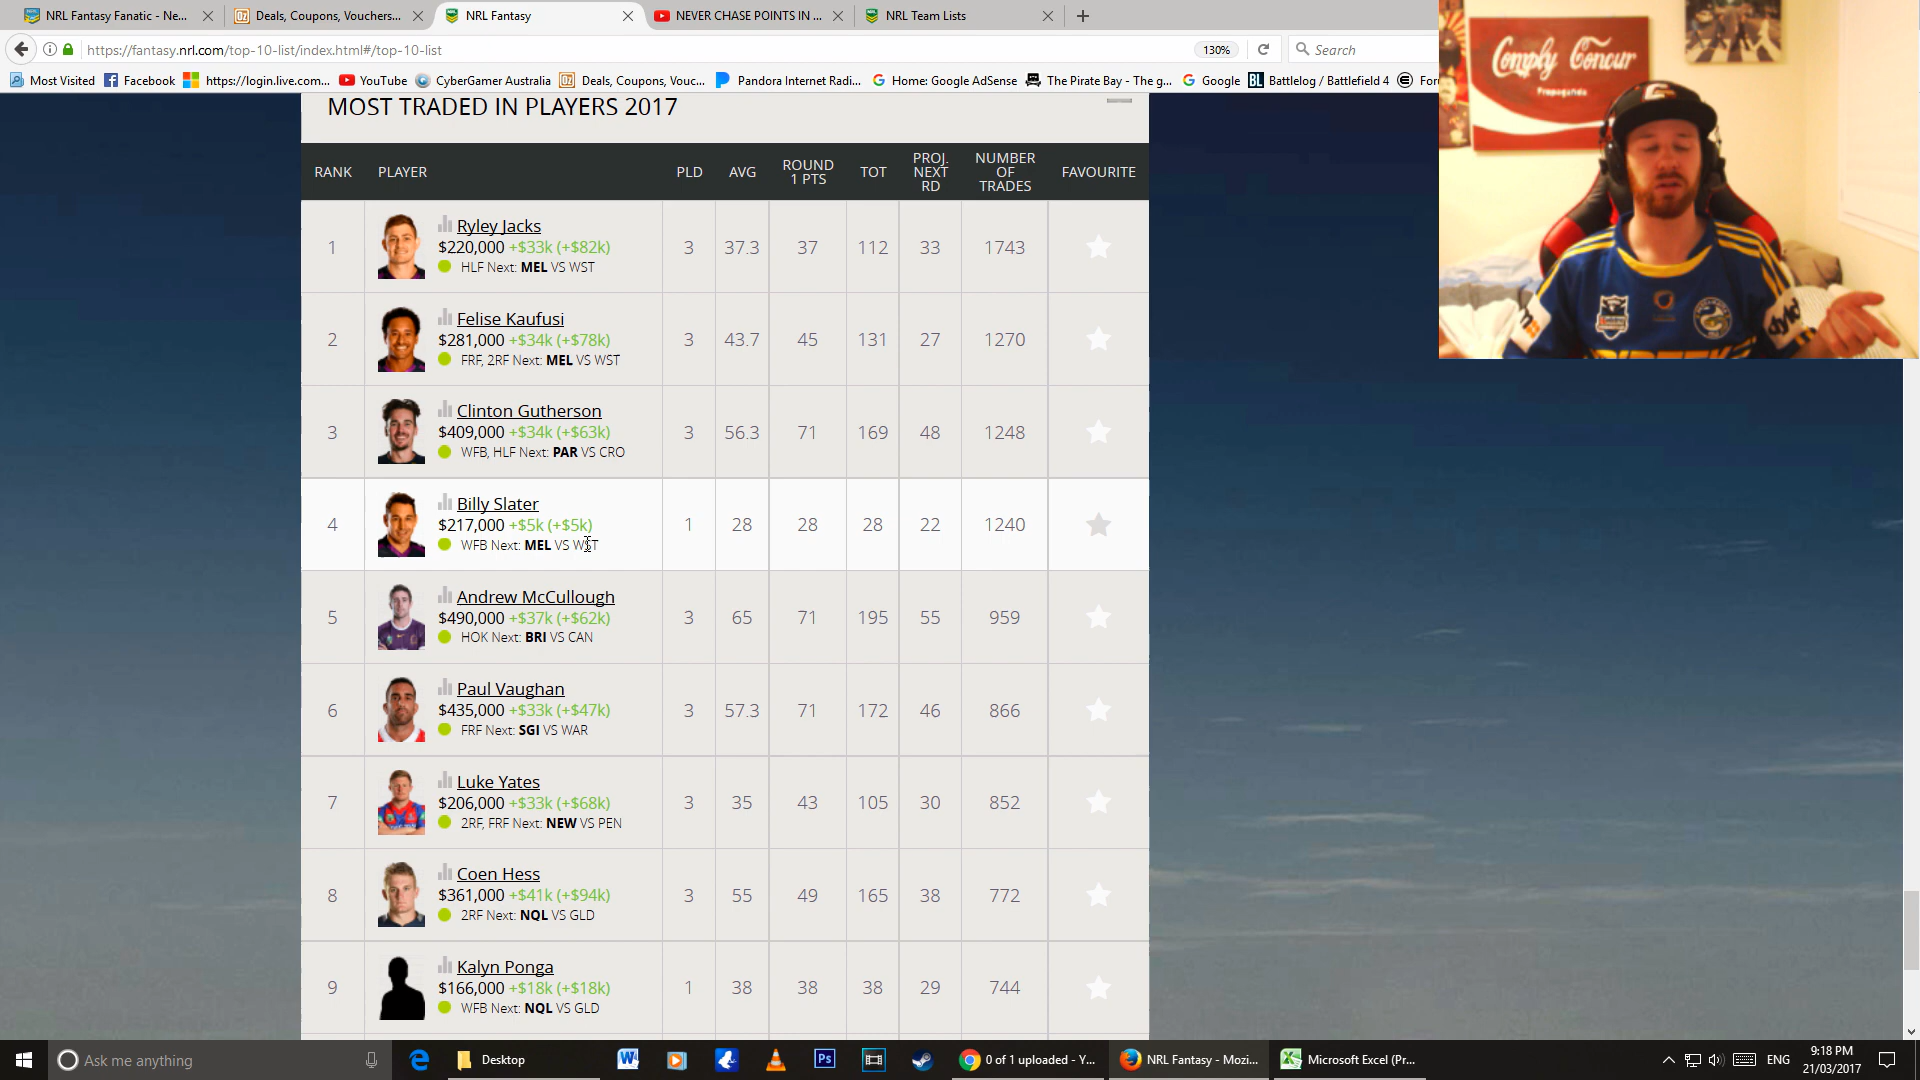 NRL Fantasy Fanatic - Ne...
Deals, Coupons, Vouchers...
NRL Fantasy
NEVER CHASE POINTS IN ...
NRL Team Lists
https://fantasy.nrl.com/top-10-list/index.html#/top-10-list
130%
Search
Most Visited
Facebook
https://login.live.com...
YouTube
CyberGamer Australia
Deals, Coupons, Vouc...
Pandora Internet Radi...
Home: Google AdSense
The Pirate Bay - The g...
Google
Battlelog / Battlefield 4
For
Comply Concur
Propaganda
MOST TRADED IN PLAYERS 2017
RANK PLAYER PLD AVG ROUND 1 PTS TOT PROJ. NEXT RD NUMBER OF TRADES FAVOURITE
1 Ryley Jacks 3 37.3 37 112 33 1743
$220,000 +$33k (+$82k)
HLF Next: MEL VS WST
2 Felise Kaufusi 3 43.7 45 131 27 1270
$281,000 +$34k (+$78k)
FRF, 2RF Next: MEL VS WST
3 Clinton Gutherson 3 56.3 71 169 48 1248
$409,000 +$34k (+$63k)
WFB, HLF Next: PAR VS CRO
4 Billy Slater 1 28 28 28 22 1240
$217,000 +$5k (+$5k)
WFB Next: MEL VS WST
5 Andrew McCullough 3 65 71 195 55 959
$490,000 +$37k (+$62k)
HOK Next: BRI VS CAN
6 Paul Vaughan 3 57.3 71 172 46 866
$435,000 +$33k (+$47k)
FRF Next: SGI VS WAR
7 Luke Yates 3 35 43 105 30 852
$206,000 +$33k (+$68k)
2RF, FRF Next: NEW VS PEN
8 Coen Hess 3 55 49 165 38 772
$361,000 +$41k (+$94k)
2RF Next: NQL VS GLD
9 Kalyn Ponga 1 38 38 38 29 744
$166,000 +$18k (+$18k)
WFB Next: NQL VS GLD
Ask me anything
Desktop
0 of 1 uploaded - Y...
NRL Fantasy - Mozi...
Microsoft Excel (Pr...
ENG
9:18 PM
21/03/2017